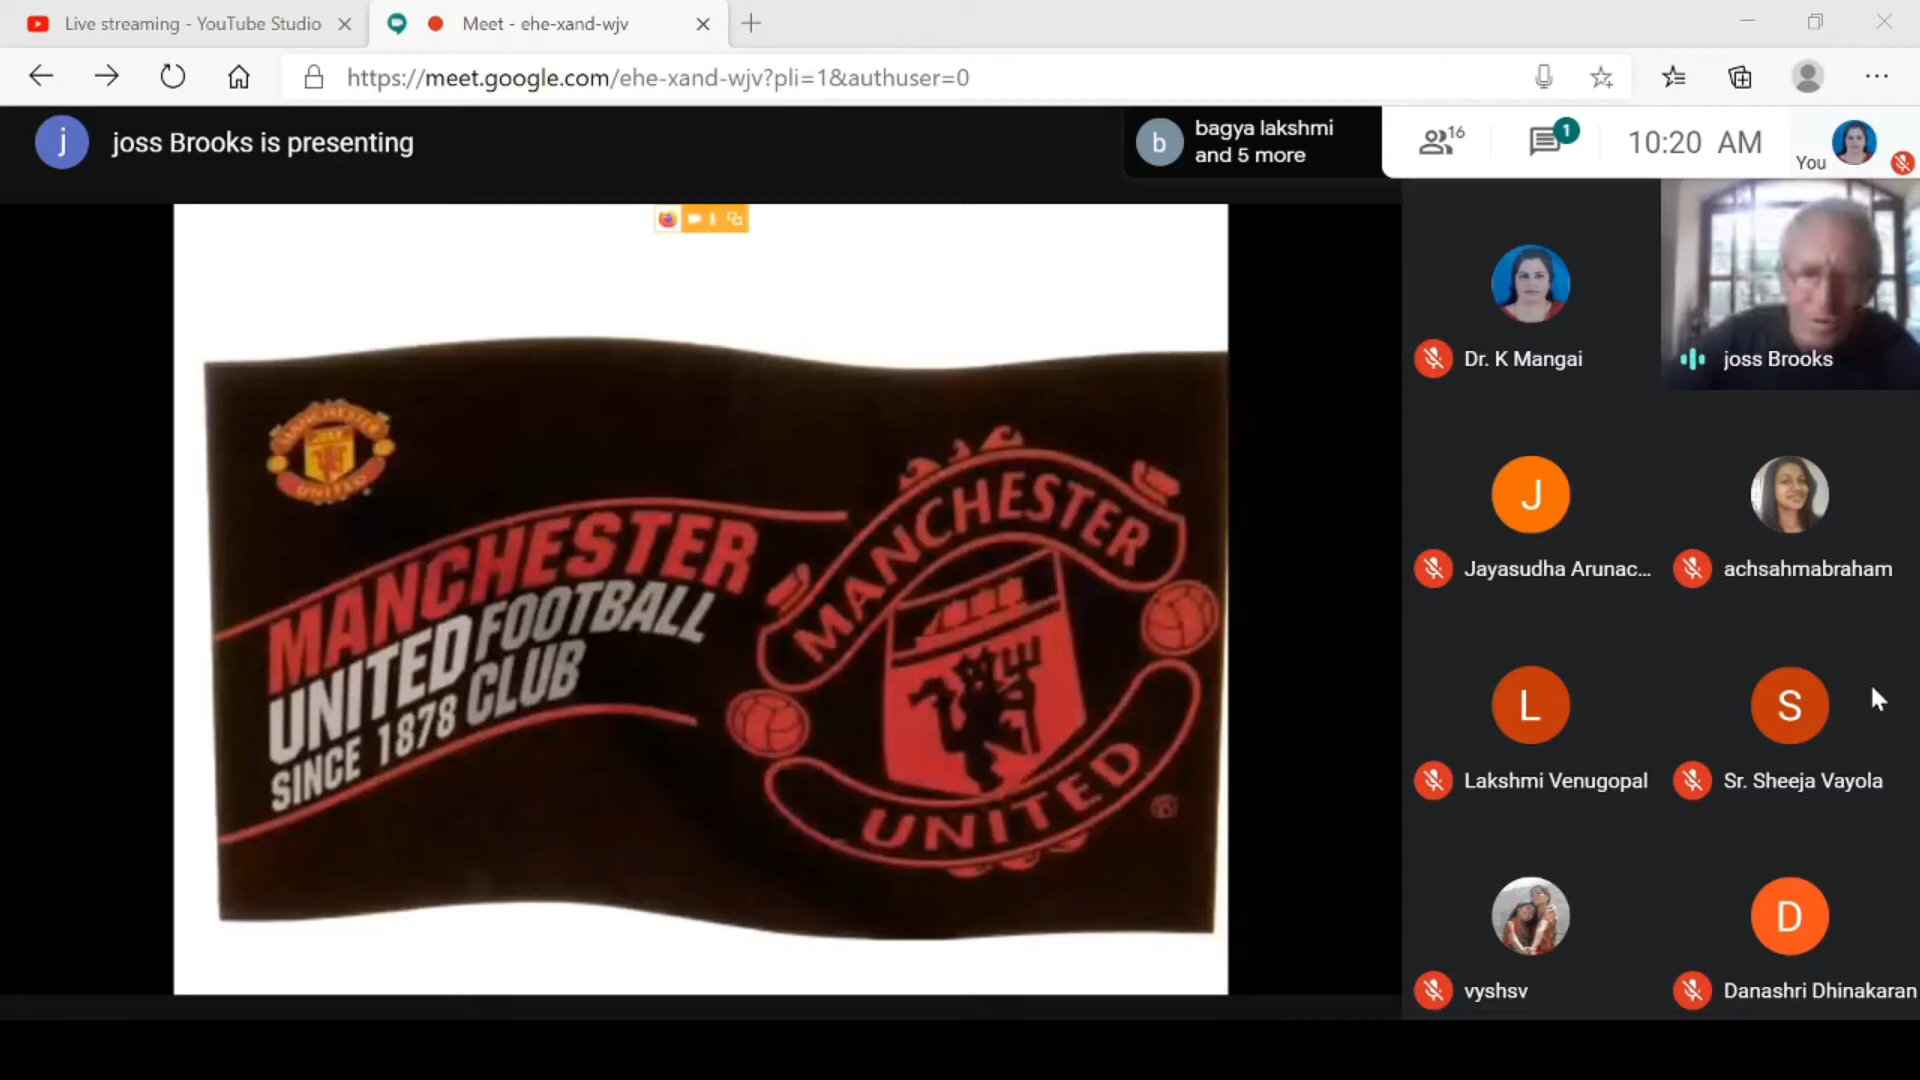 Live streaming - YouTube Studio
Meet - ehe-xand-wjv
https://meet.google.com/ehe-xand-wjv?pli=1&authuser=0
j
joss Brooks is presenting
b
bagya lakshmi
and 5 more
16
1
10:20 AM
You
MANCHESTER
UNITED
MANCHESTER
UNITED FOOTBALL
SINCE 1878 CLUB
MANCHESTER
UNITED
®
Dr. K Mangai
joss Brooks
J
Jayasudha Arunac...
achsahmabraham
L
Lakshmi Venugopal
S
Sr. Sheeja Vayola
vyshsv
D
Danashri Dhinakaran